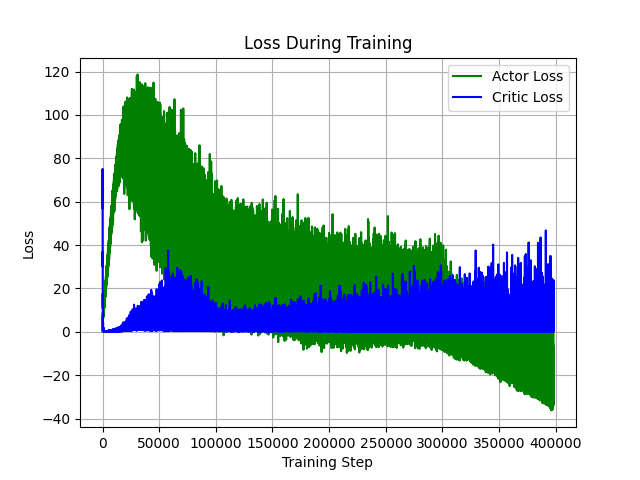 Loss During Training
Actor Loss
Critic Loss
120
100
80
60
40
20
0
−20
−40
Loss
0 50000 100000 150000 200000 250000 300000 350000 400000
Training Step